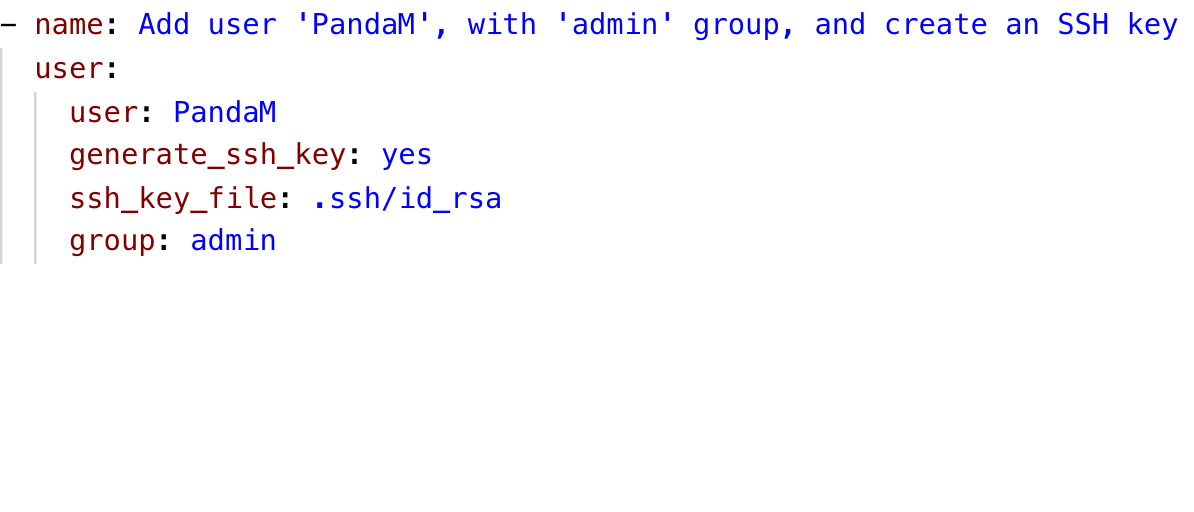 - name: Add user 'PandaM', with 'admin' group, and create an SSH key
  user:
    user: PandaM
    generate_ssh_key: yes
    ssh_key_file: .ssh/id_rsa
    group: admin